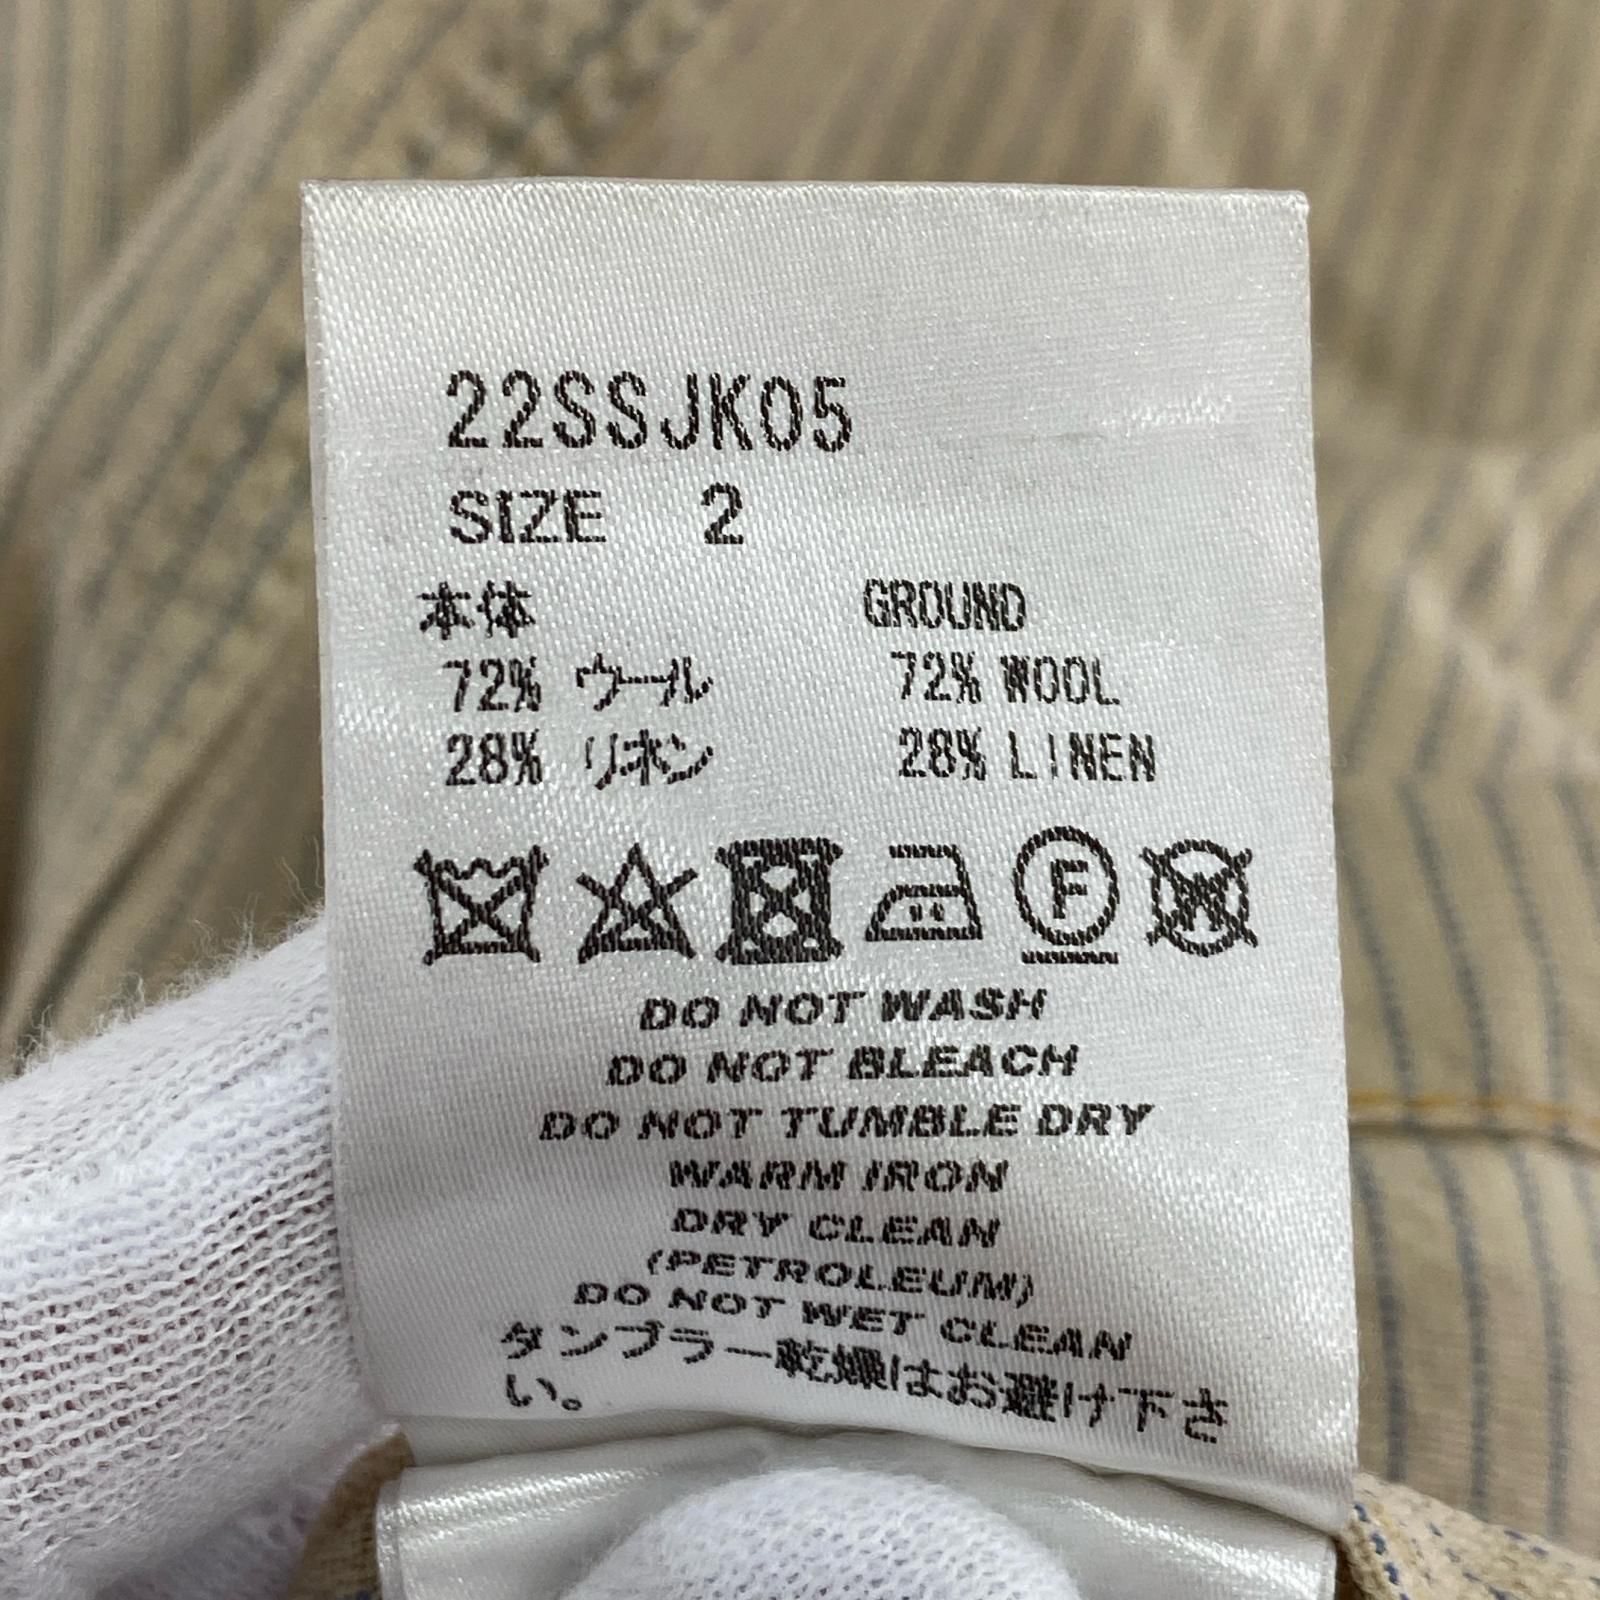 22SSJK05
SIZE 2
本体 GROUND
72% ウール 72% WOOL
28% リネン 28% LINEN
F W
DO NOT WASH
DO NOT BLEACH
DO NOT TUMBLE DRY
WARM IRON
DRY CLEAN
(PETROLEUM)
DO NOT WET CLEAN
タンブラー乾燥はお避け下さ
い。